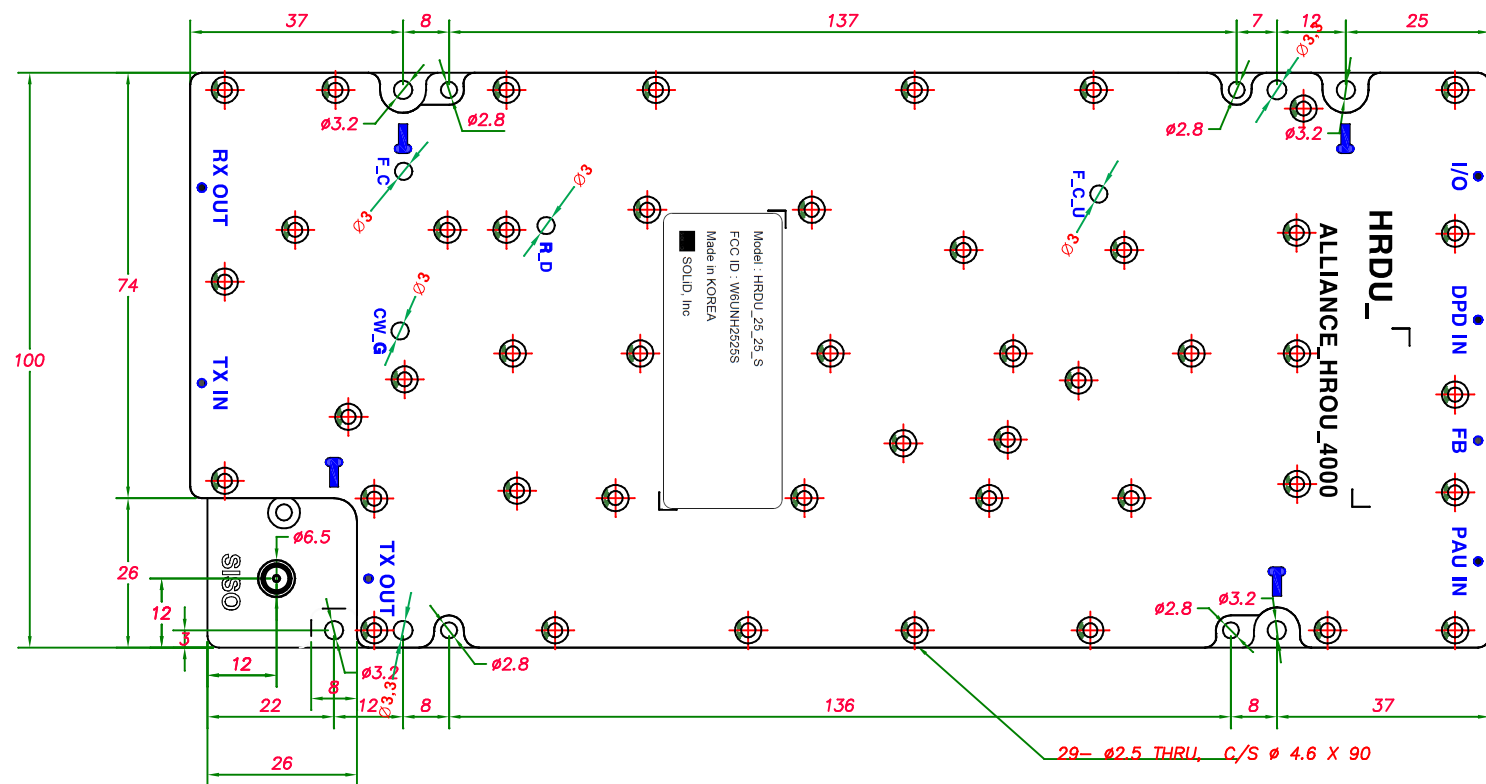 37
8
137
7
12
25
Ø3,3
ø3.2
ø2.8
ø2.8
ø3.2
F_C
RX OUT
Ø3
Ø3
R_D
F_C_U
Ø3
I/O
HRDU_
ALLIANCE_HROU_4000
Model : HRDU_25_25_S
FCC ID : W6UNH2525S
Made in KOREA
SOLiD, Inc
74
100
Ø3
CW_G
TX IN
DPD IN
FB
ø6.5
SISO
TX OUT
PAU IN
26
12
3
ø2.8
ø3.2
ø3.2
ø2.8
12
8
Ø3,3
22
12
8
136
8
37
29- ø2.5 THRU, C/S ø 4.6 X 90
26